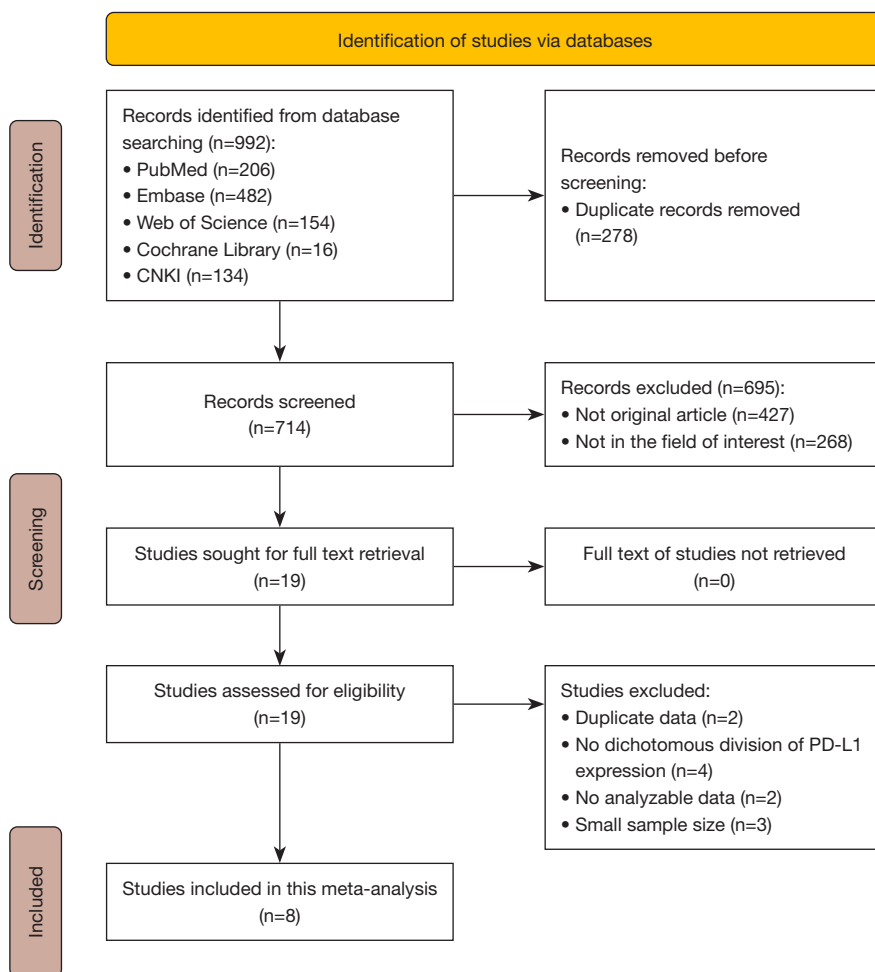 Identification of studies via databases
Identification
Records identified from database
searching (n=992):
• PubMed (n=206)
• Embase (n=482)
• Web of Science (n=154)
• Cochrane Library (n=16)
• CNKI (n=134)
Records removed before
screening:
• Duplicate records removed
(n=278)
Screening
Records screened
(n=714)
Records excluded (n=695):
• Not original article (n=427)
• Not in the field of interest (n=268)
Studies sought for full text retrieval
(n=19)
Full text of studies not retrieved
(n=0)
Studies assessed for eligibility
(n=19)
Studies excluded:
• Duplicate data (n=2)
• No dichotomous division of PD-L1
expression (n=4)
• No analyzable data (n=2)
• Small sample size (n=3)
Included
Studies included in this meta-analysis
(n=8)